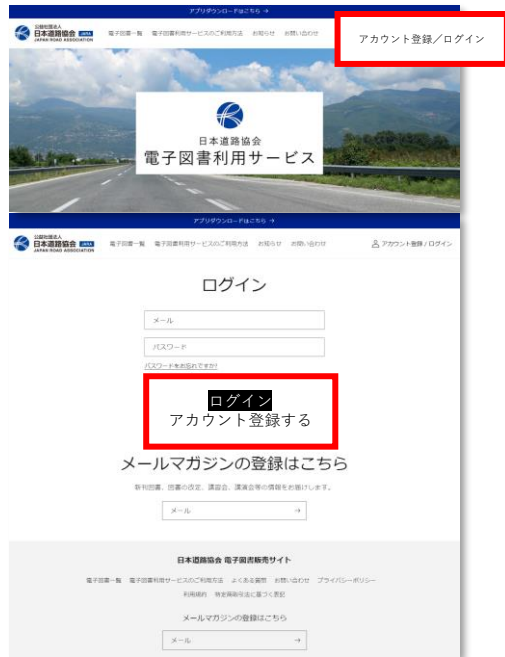 アプリダウンロードはこちら →
公益社団法人
日本道路協会 JARA
JAPAN ROAD ASSOCIATION
電子図書一覧 電子図書利用サービスのご利用方法 お知らせ お問い合わせ
アカウント登録／ログイン
日本道路協会
電子図書利用サービス
アプリダウンロードはこちら →
公益社団法人
日本道路協会 JARA
JAPAN ROAD ASSOCIATION
電子図書一覧 電子図書利用サービスのご利用方法 お知らせ お問い合わせ
アカウント登録 / ログイン
ログイン
メール
パスワード
パスワードをお忘れですか?
ログイン
アカウント登録する
メールマガジンの登録はこちら
新刊図書、図書の改定、講習会、講演会等の情報をお届けします。
メール →
日本道路協会 電子図書販売サイト
電子図書一覧 電子図書利用サービスのご利用方法 よくある質問 お問い合わせ プライバシーポリシー
利用規約 特定商取引法に基づく表記
メールマガジンの登録はこちら
メール →